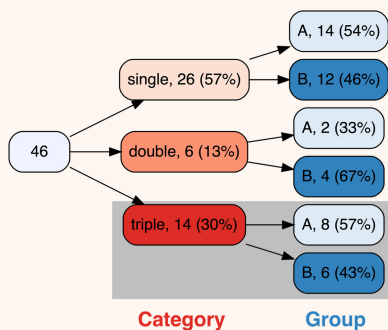 A, 14 (54%)
single, 26 (57%)
B, 12 (46%)
A, 2 (33%)
46
double, 6 (13%)
B, 4 (67%)
triple, 14 (30%)
A, 8 (57%)
B, 6 (43%)
Category
Group